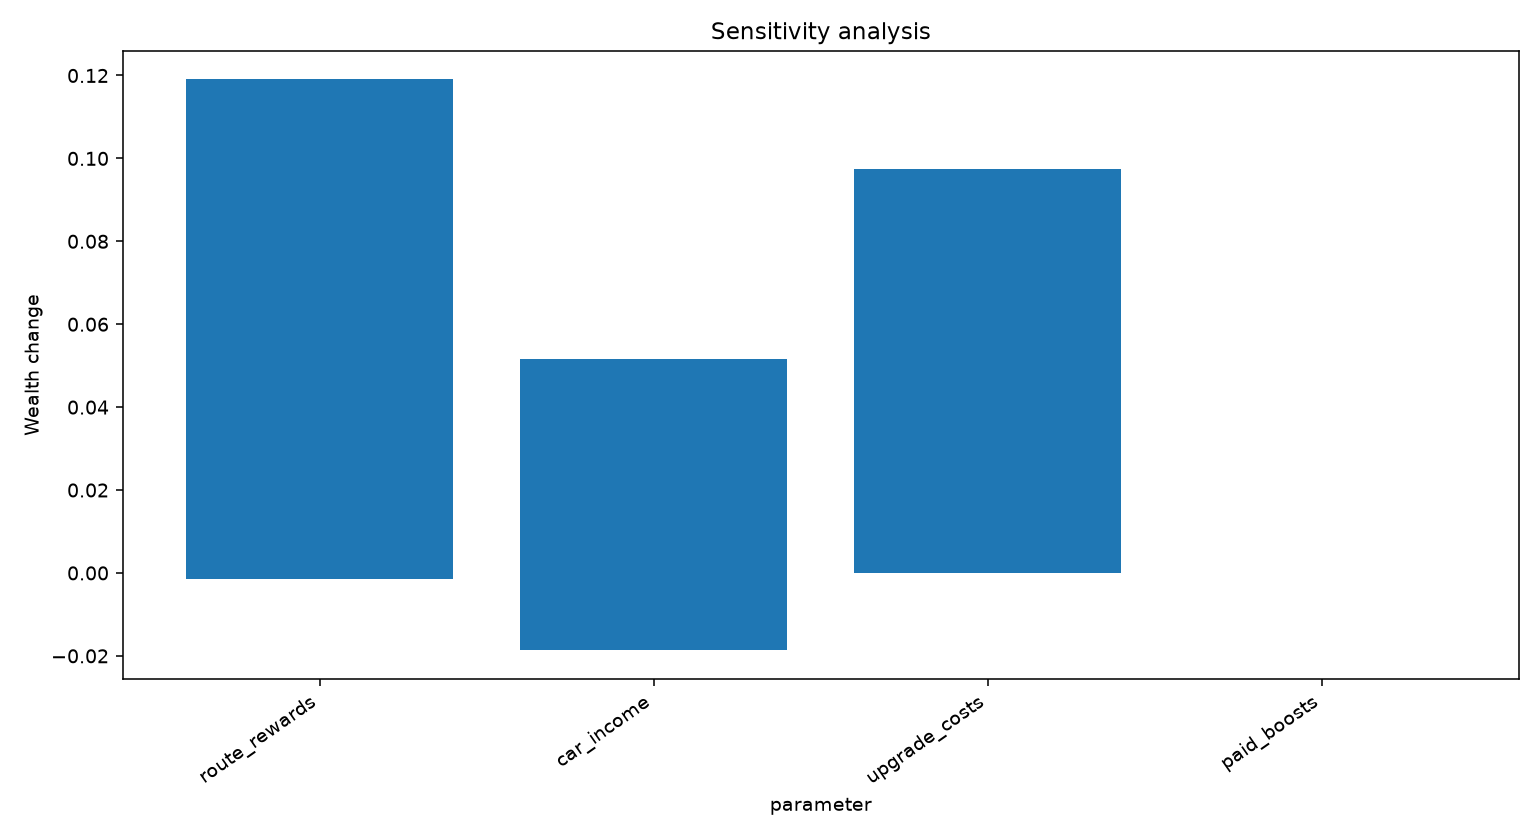 Sensitivity analysis
Wealth change
0.12
0.10
0.08
0.06
0.04
0.02
0.00
−0.02
route_rewards
car_income
upgrade_costs
paid_boosts
parameter